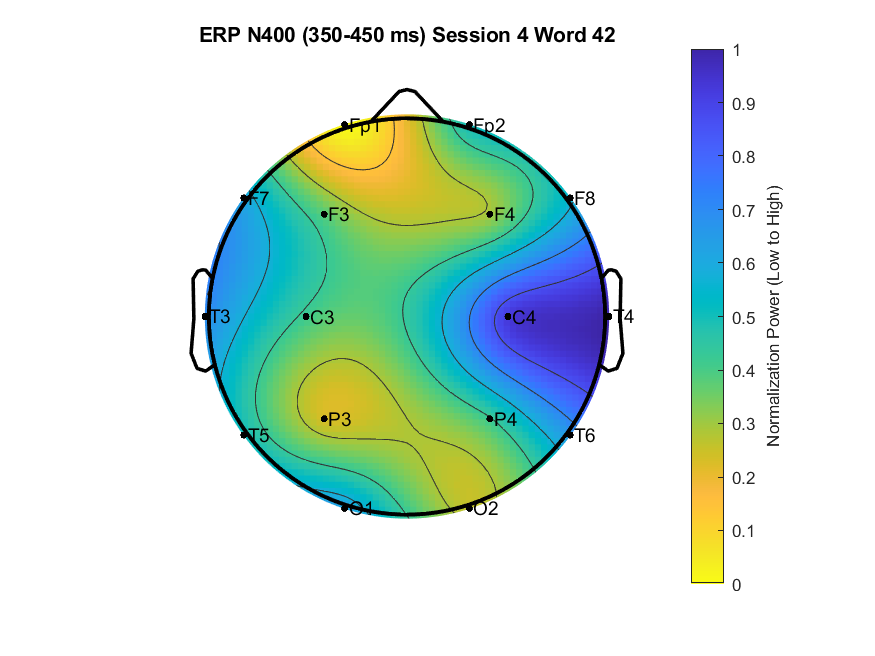 ERP N400 (350-450 ms) Session 4 Word 42
Fp1
Fp2
F7
F3
F4
F8
T3
C3
C4
T4
T5
P3
P4
T6
O1
O2
1
0.9
0.8
0.7
0.6
0.5
0.4
0.3
0.2
0.1
0
Normalization Power (Low to High)